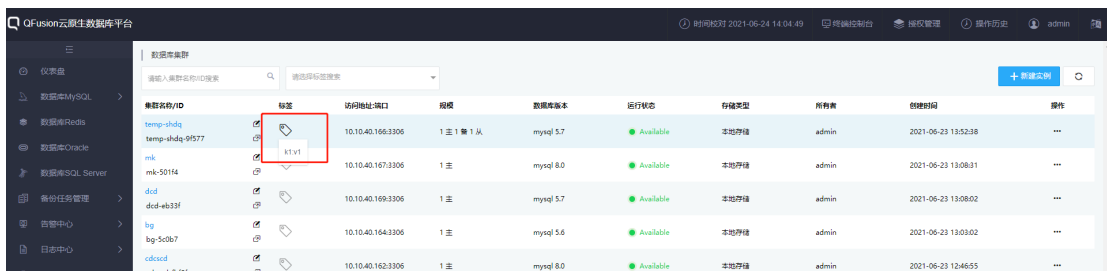 QFusion云原生数据库平台
时间校对 2021-06-24 14:04:49 终端控制台 授权管理 操作历史 admin
仪表盘
数据库MySQL
数据库Redis
数据库Oracle
数据库SQL Server
备份任务管理
告警中心
日志中心
数据库集群
请输入集群名称/ID搜索 请选择标签搜索 新建实例
集群名称/ID 标签 访问地址:端口 规模 数据库版本 运行状态 存储类型 所有者 创建时间 操作
temp-shdq
temp-shdq-9f577 10.10.40.166:3306 1 主 1 备 1 从 mysql 5.7 Available 本地存储 admin 2021-06-23 13:52:38
k1:v1
mk
mk-501f4 10.10.40.167:3306 1 主 mysql 8.0 Available 本地存储 admin 2021-06-23 13:08:31
dcd
dcd-eb33f 10.10.40.169:3306 1 主 mysql 5.7 Available 本地存储 admin 2021-06-23 13:08:02
bg
bg-5c0b7 10.10.40.164:3306 1 主 mysql 5.6 Available 本地存储 admin 2021-06-23 13:03:02
cdcscd
10.10.40.162:3306 1 主 mysql 8.0 Available 本地存储 admin 2021-06-23 12:46:55